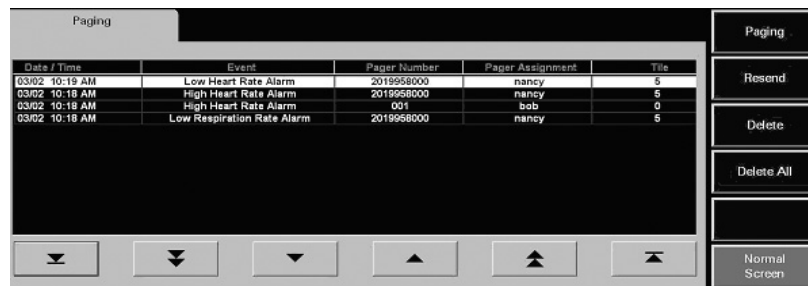 Paging
Paging
Date / Time Event Pager Number Pager Assignment Tile
03/02 10:19 AM Low Heart Rate Alarm 2019958000 nancy 5
03/02 10:18 AM High Heart Rate Alarm 2019958000 nancy 5
03/02 10:18 AM High Heart Rate Alarm 001 bob 0
03/02 10:18 AM Low Respiration Rate Alarm 2019958000 nancy 5
Resend
Delete
Delete All
Normal
Screen